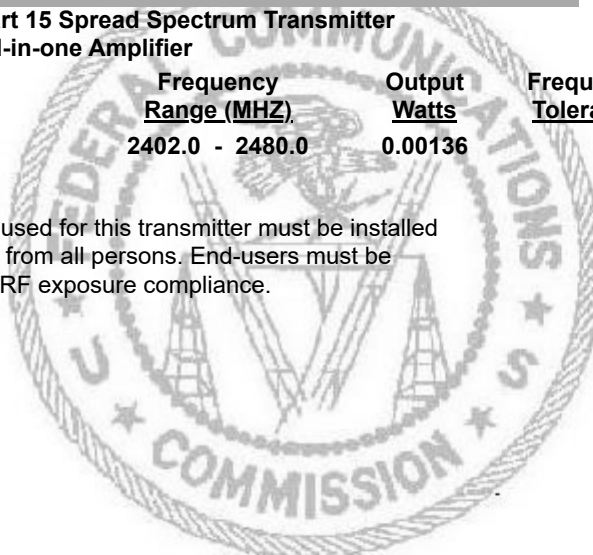 rt 15 Spread Spectrum Transmitter
l-in-one Amplifier
Frequency Output Frequ
Range (MHZ) Watts Tolera
2402.0 - 2480.0 0.00136
used for this transmitter must be installed
from all persons. End-users must be
RF exposure compliance.
FEDERAL COMMUNICATIONS
U S
COMMISSION